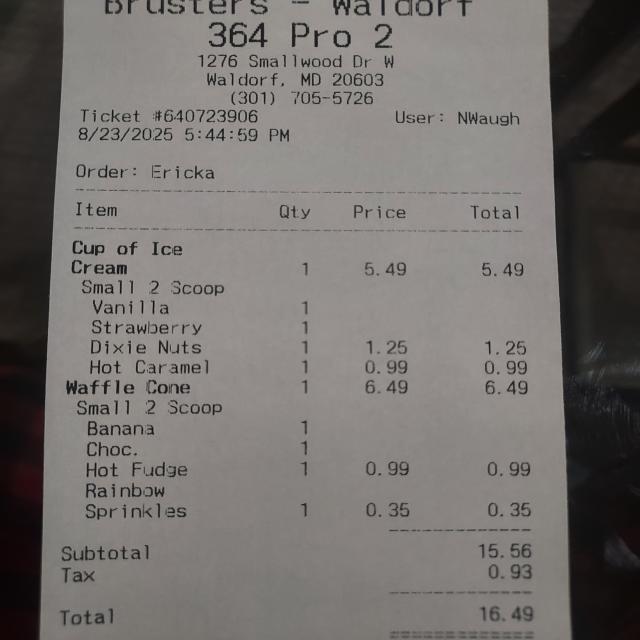 Brusters - Waldorf
364 Pro 2
1276 Smallwood Dr W
Waldorf, MD 20603
(301) 705-5726
Ticket #640723906 User: NWaugh
8/23/2025 5:44:59 PM
Order: Ericka
Item Qty Price Total
Cup of Ice
Cream 1 5.49 5.49
Small 2 Scoop
Vanilla 1
Strawberry 1
Dixie Nuts 1 1.25 1.25
Hot Caramel 1 0.99 0.99
Waffle Cone 1 6.49 6.49
Small 2 Scoop
Banana 1
Choc. 1
Hot Fudge 1 0.99 0.99
Rainbow
Sprinkles 1 0.35 0.35
Subtotal 15.56
Tax 0.93
Total 16.49